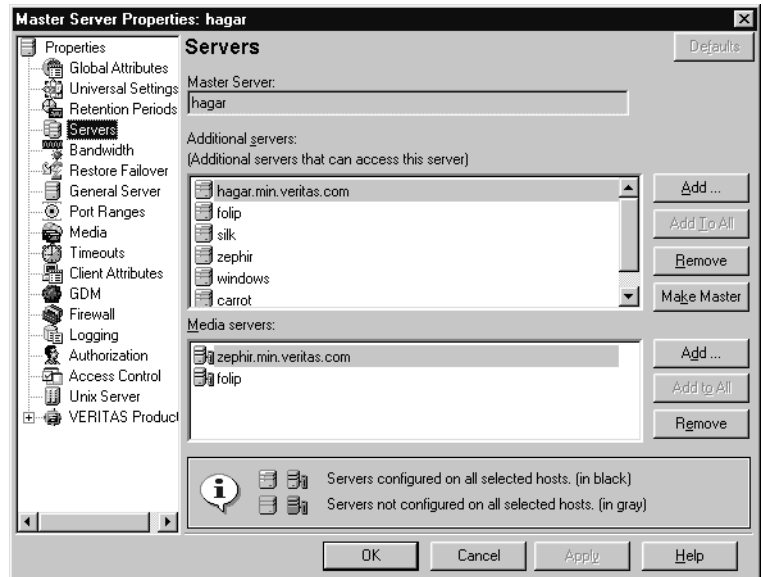 Master Server Properties: hagar
Properties
Global Attributes
Universal Settings
Retention Periods
Servers
Bandwidth
Restore Failover
General Server
Port Ranges
Media
Timeouts
Client Attributes
GDM
Firewall
Logging
Authorization
Access Control
Unix Server
VERITAS Product
Servers
Defaults
Master Server:
hagar
Additional servers:
(Additional servers that can access this server)
hagar.min.veritas.com
folip
silk
zephir
windows
carrot
Add ...
Add To All
Remove
Make Master
Media servers:
zephir.min.veritas.com
folip
Add ...
Add to All
Remove
Servers configured on all selected hosts. (in black)
Servers not configured on all selected hosts. (in gray)
OK
Cancel
Apply
Help